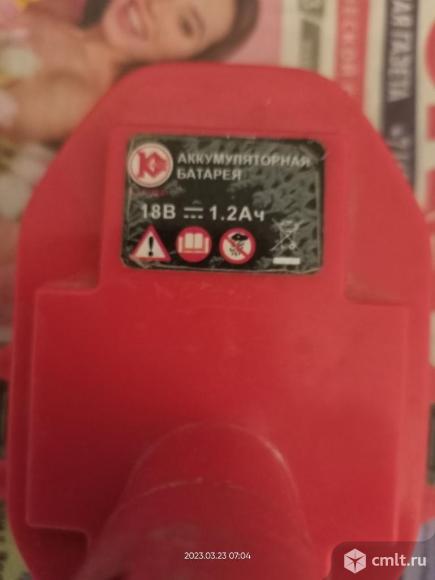 АККУМУЛЯТОРНАЯ
БАТАРЕЯ
18В 1.2Ач
2023.03.23 07:04
cmlt.ru